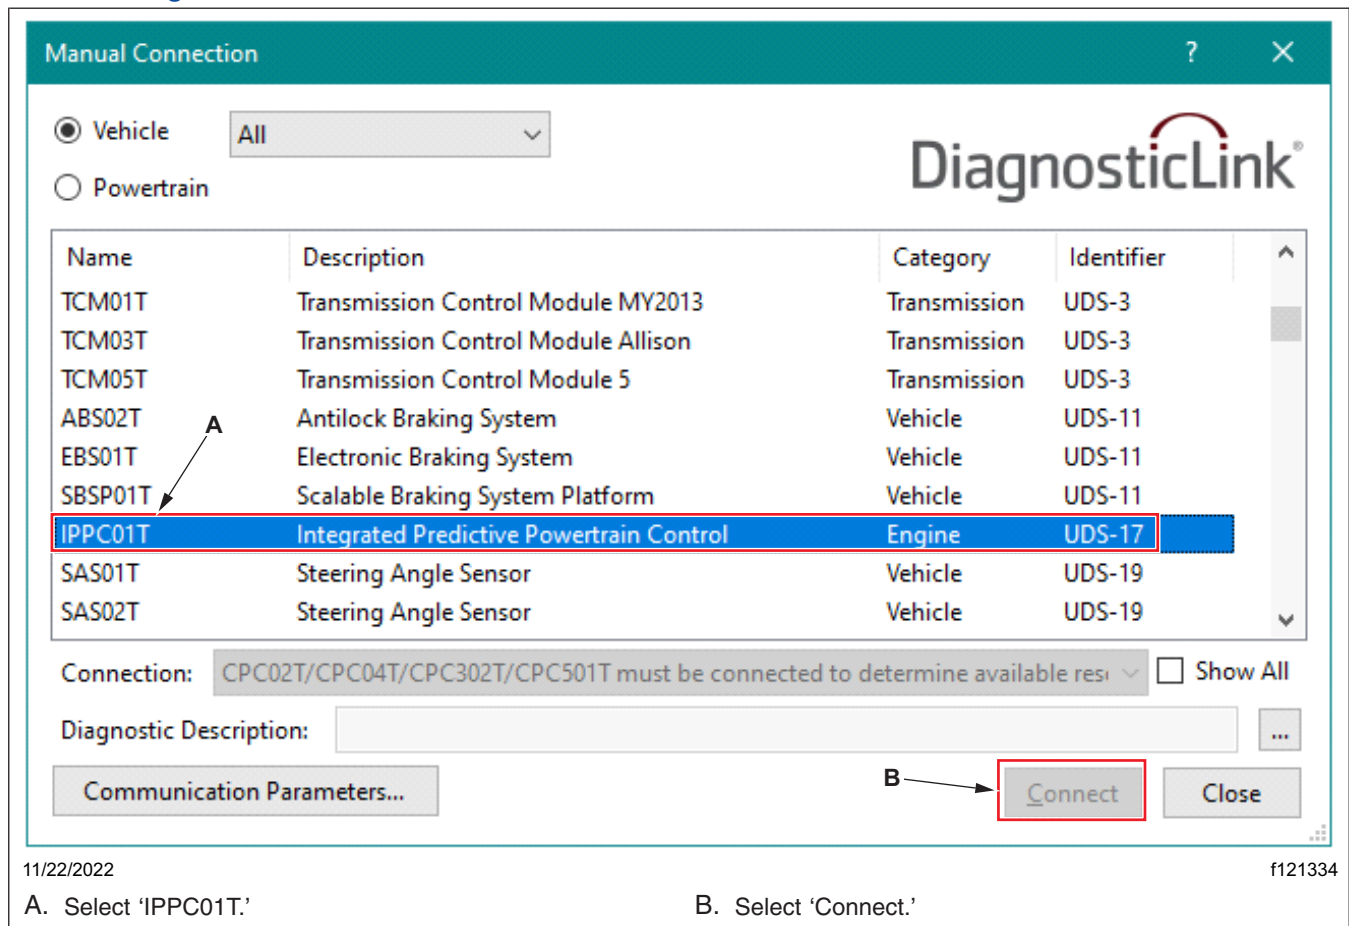 Manual Connection ? ×
Vehicle All
Powertrain
DiagnosticLink®
Name Description Category Identifier
TCM01T Transmission Control Module MY2013 Transmission UDS-3
TCM03T Transmission Control Module Allison Transmission UDS-3
TCM05T Transmission Control Module 5 Transmission UDS-3
ABS02T Antilock Braking System Vehicle UDS-11
A
EBS01T Electronic Braking System Vehicle UDS-11
SBSP01T Scalable Braking System Platform Vehicle UDS-11
IPPC01T Integrated Predictive Powertrain Control Engine UDS-17
SAS01T Steering Angle Sensor Vehicle UDS-19
SAS02T Steering Angle Sensor Vehicle UDS-19
Connection: CPC02T/CPC04T/CPC302T/CPC501T must be connected to determine available Show All
Diagnostic Description: ...
Communication Parameters... B Connect Close
11/22/2022 f121334
A. Select ‘IPPC01T.’ B. Select ‘Connect.’